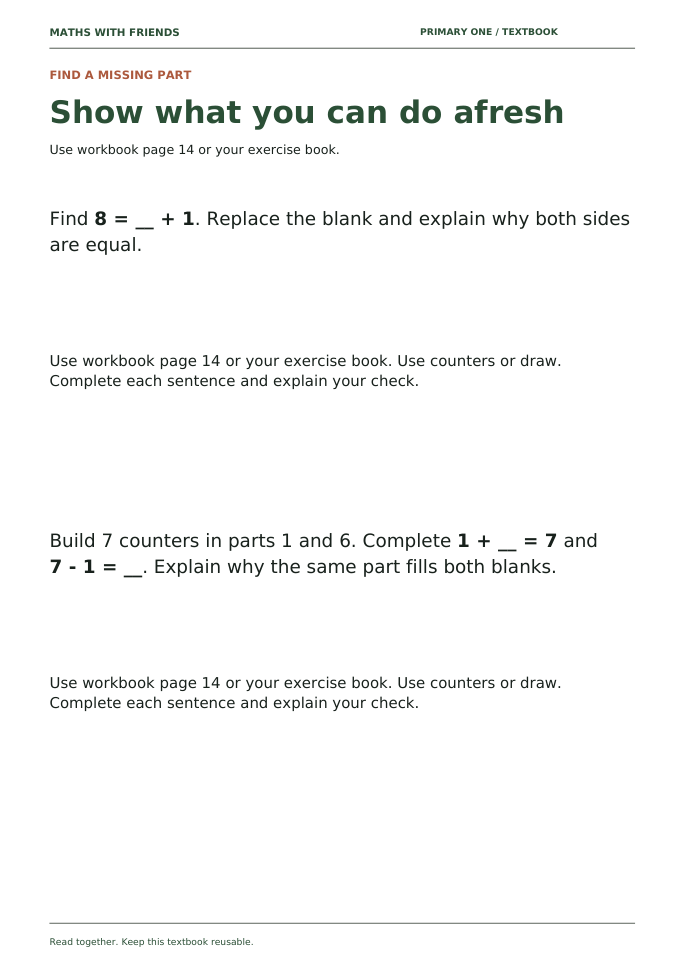 MATHS WITH FRIENDS
PRIMARY ONE / TEXTBOOK
FIND A MISSING PART
Show what you can do afresh
Use workbook page 14 or your exercise book.
Find 8 = __ + 1. Replace the blank and explain why both sides
are equal.
Use workbook page 14 or your exercise book. Use counters or draw.
Complete each sentence and explain your check.
Build 7 counters in parts 1 and 6. Complete 1 + __ = 7 and
7 - 1 = __. Explain why the same part fills both blanks.
Use workbook page 14 or your exercise book. Use counters or draw.
Complete each sentence and explain your check.
Read together. Keep this textbook reusable.